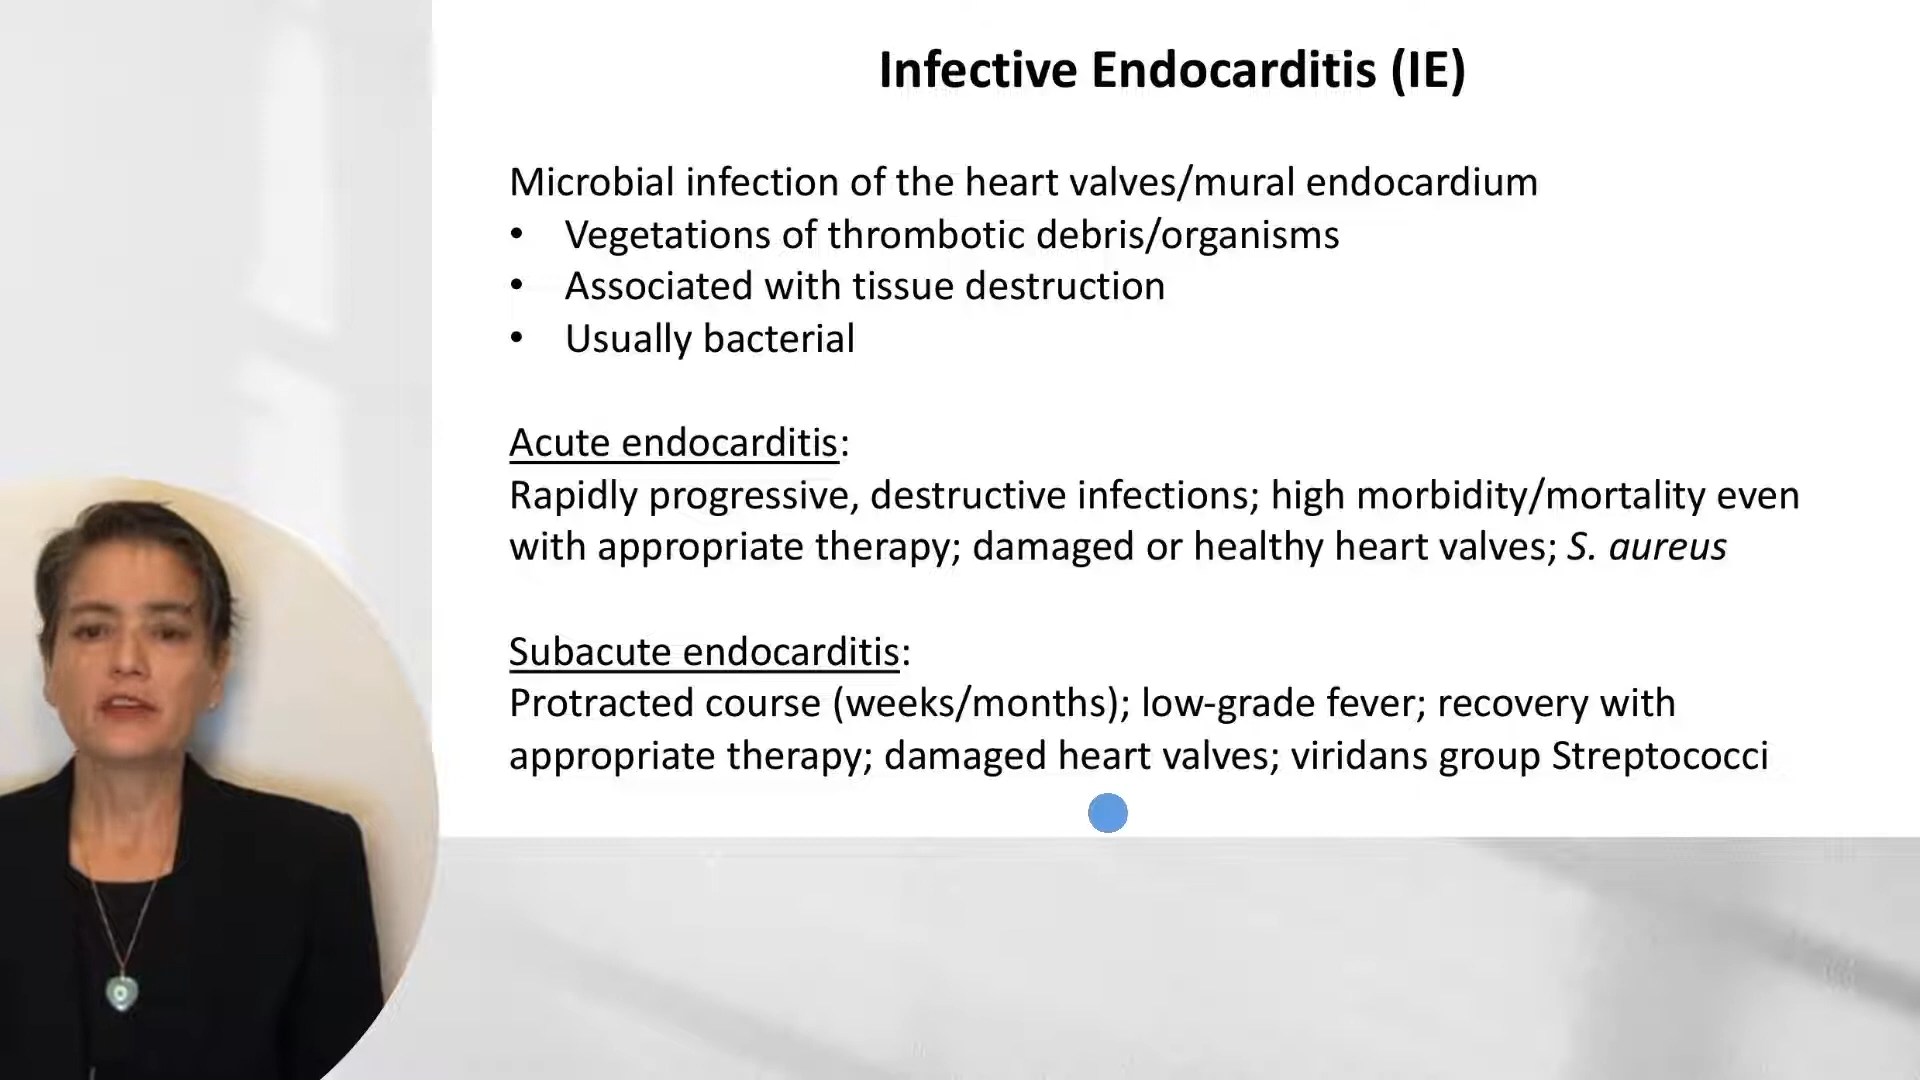 Infective Endocarditis (IE)
Microbial infection of the heart valves/mural endocardium
• Vegetations of thrombotic debris/organisms
• Associated with tissue destruction
• Usually bacterial
Acute endocarditis:
Rapidly progressive, destructive infections; high morbidity/mortality even
with appropriate therapy; damaged or healthy heart valves; S. aureus
Subacute endocarditis:
Protracted course (weeks/months); low-grade fever; recovery with
appropriate therapy; damaged heart valves; viridans group Streptococci